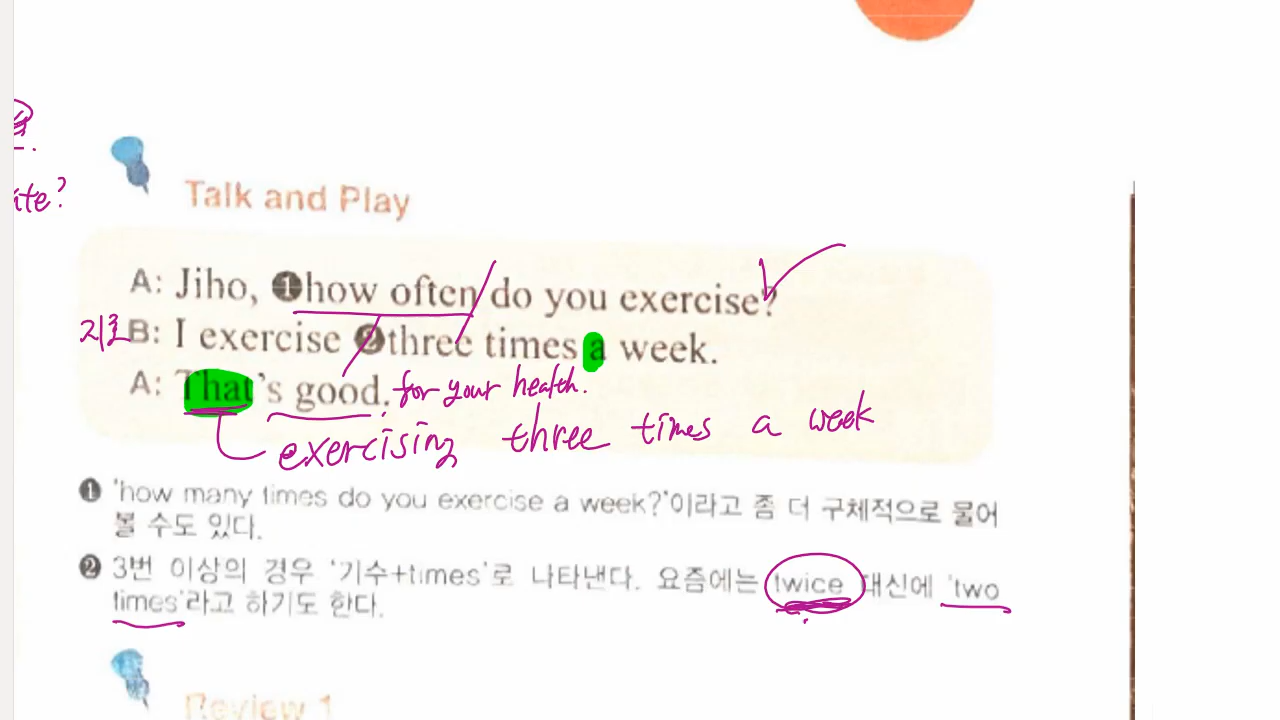 ate?
Talk and Play
A: Jiho, ❶how often do you exercise?
지호 B: I exercise ❷three times a week.
A: That's good. for your health.
exercising three times a week
❶ 'how many times do you exercise a week?'이라고 좀 더 구체적으로 물어
볼 수도 있다.
❷ 3번 이상의 경우 '기수+times'로 나타낸다. 요즘에는 twice 대신에 'two
times'라고 하기도 한다.
Review 1